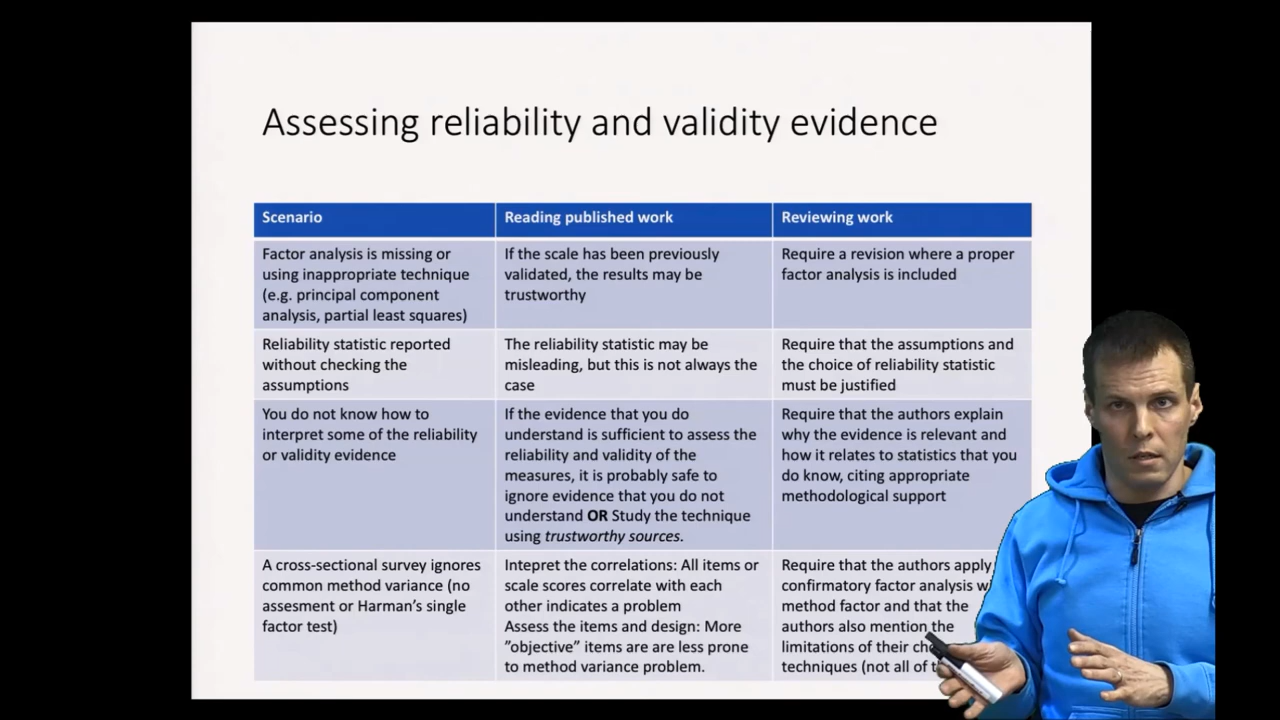 Assessing reliability and validity evidence
Scenario
Reading published work
Reviewing work
Factor analysis is missing or
using inappropriate technique
(e.g. principal component
analysis, partial least squares)
If the scale has been previously
validated, the results may be
trustworthy
Require a revision where a proper
factor analysis is included
Reliability statistic reported
without checking the
assumptions
The reliability statistic may be
misleading, but this is not always the
case
Require that the assumptions and
the choice of reliability statistic
must be justified
You do not know how to
interpret some of the reliability
or validity evidence
If the evidence that you do
understand is sufficient to assess the
reliability and validity of the
measures, it is probably safe to
ignore evidence that you do not
understand OR Study the technique
using trustworthy sources.
Require that the authors explain
why the evidence is relevant and
how it relates to statistics that you
do know, citing appropriate
methodological support
A cross-sectional survey ignores
common method variance (no
assesment or Harman's single
factor test)
Intepret the correlations: All items or
scale scores correlate with each
other indicates a problem
Assess the items and design: More
”objective” items are are less prone
to method variance problem.
Require that the authors apply
confirmatory factor analysis
method factor and that the
authors also mention the
limitations of their
techniques (not all of